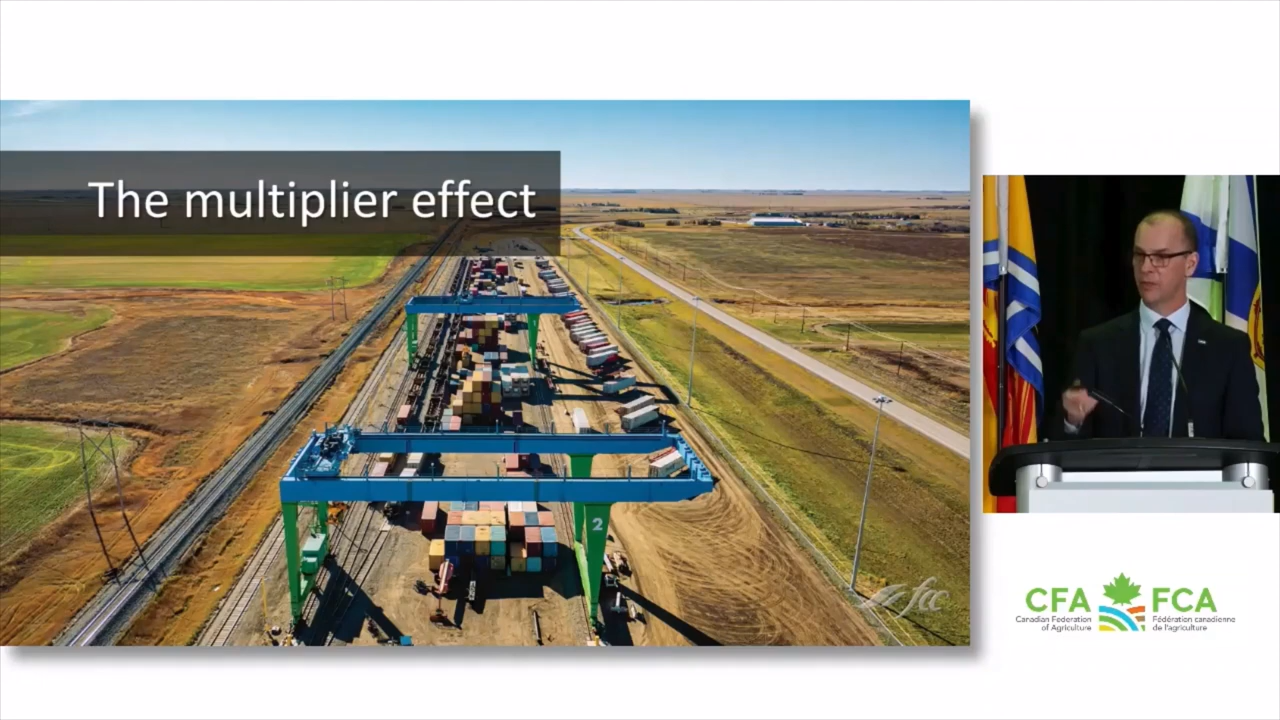 The multiplier effect
2
fcc
CFA FCA
Canadian Federation
of Agriculture
Fédération canadienne
de l'agriculture